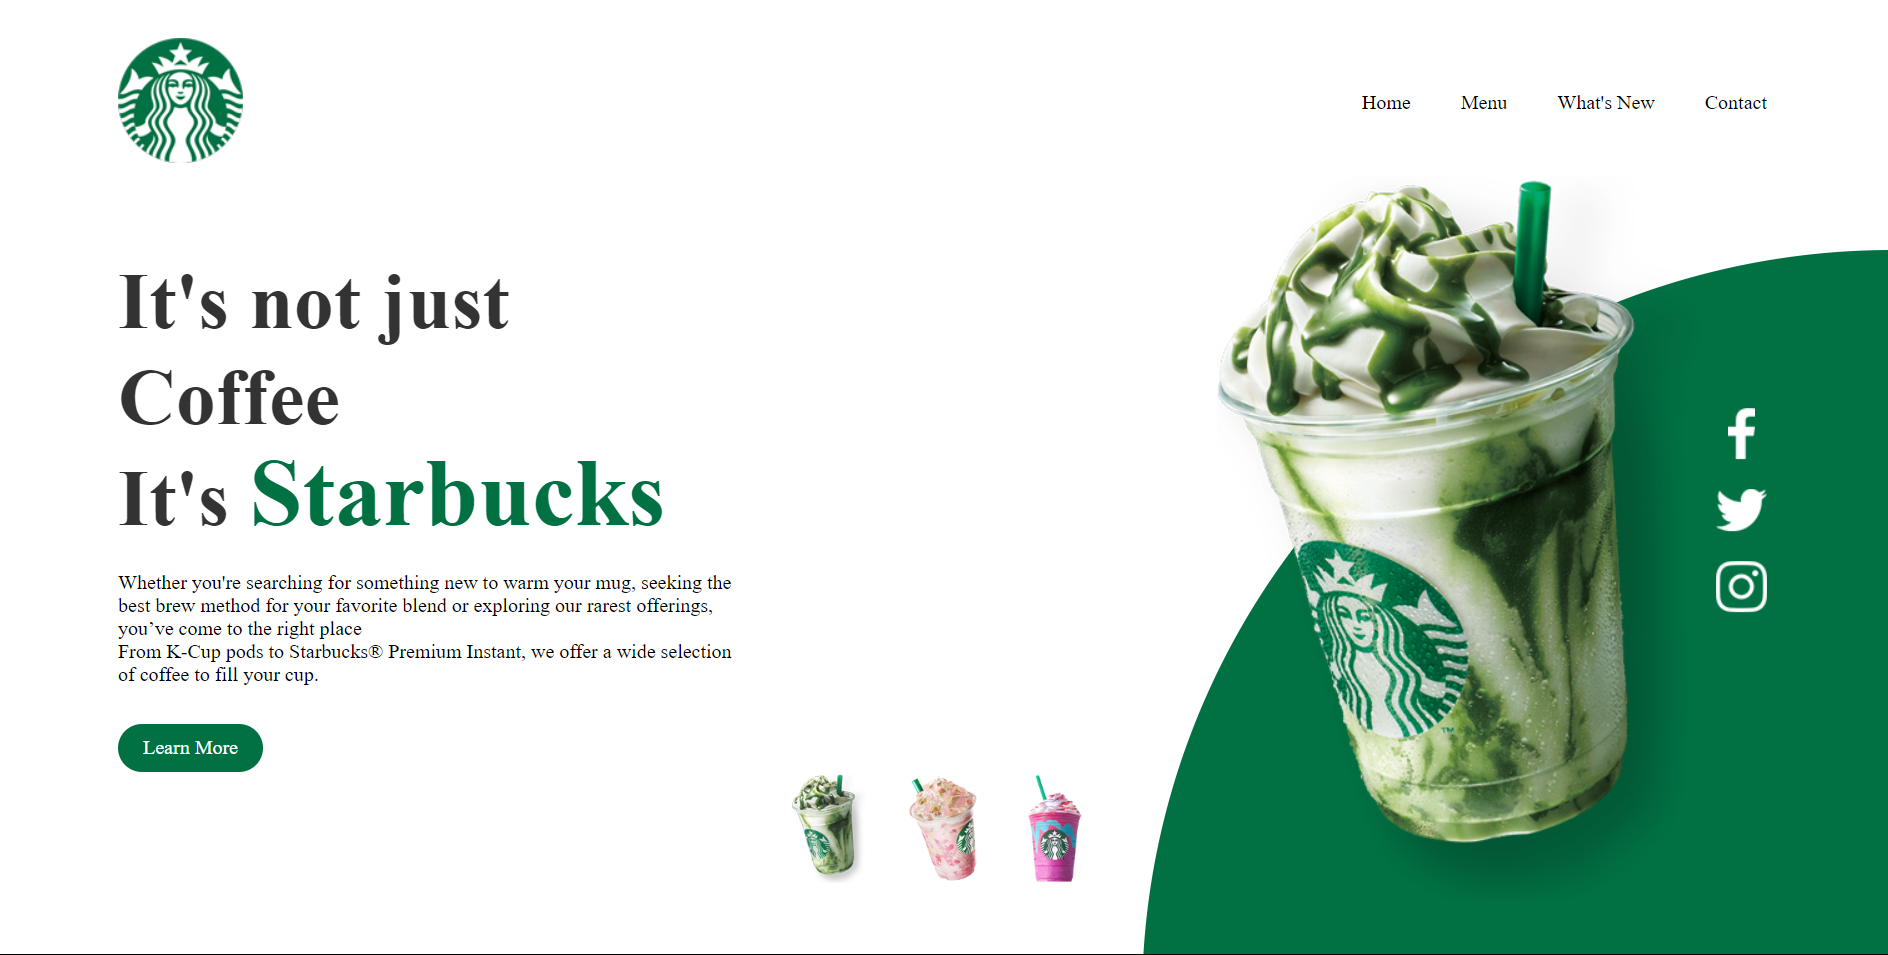 Home Menu What's New Contact
It's not just
Coffee
It's Starbucks
Whether you're searching for something new to warm your mug, seeking the
best brew method for your favorite blend or exploring our rarest offerings,
you’ve come to the right place
From K-Cup pods to Starbucks® Premium Instant, we offer a wide selection
of coffee to fill your cup.
Learn More
TM